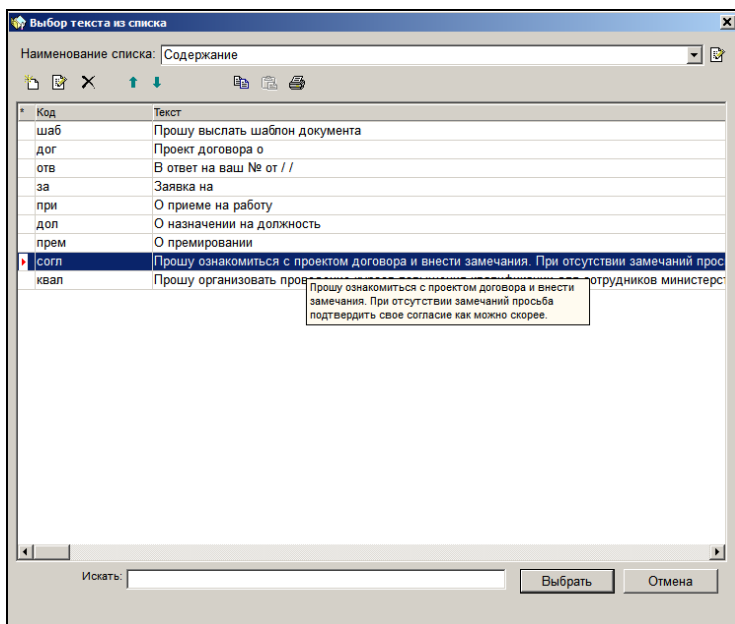 Выбор текста из списка
Наименование списка: Содержание
* Код Текст
шаб Прошу выслать шаблон документа
дог Проект договора о
отв В ответ на ваш № от / /
за Заявка на
при О приеме на работу
дол О назначении на должность
прем О премировании
согл Прошу ознакомиться с проектом договора и внести замечания. При отсутствии замечаний прос
квал Прошу организовать сотрудников министерст
Прошу ознакомиться с проектом договора и внести
замечания. При отсутствии замечаний просьба
подтвердить свое согласие как можно скорее.
Искать: Выбрать Отмена